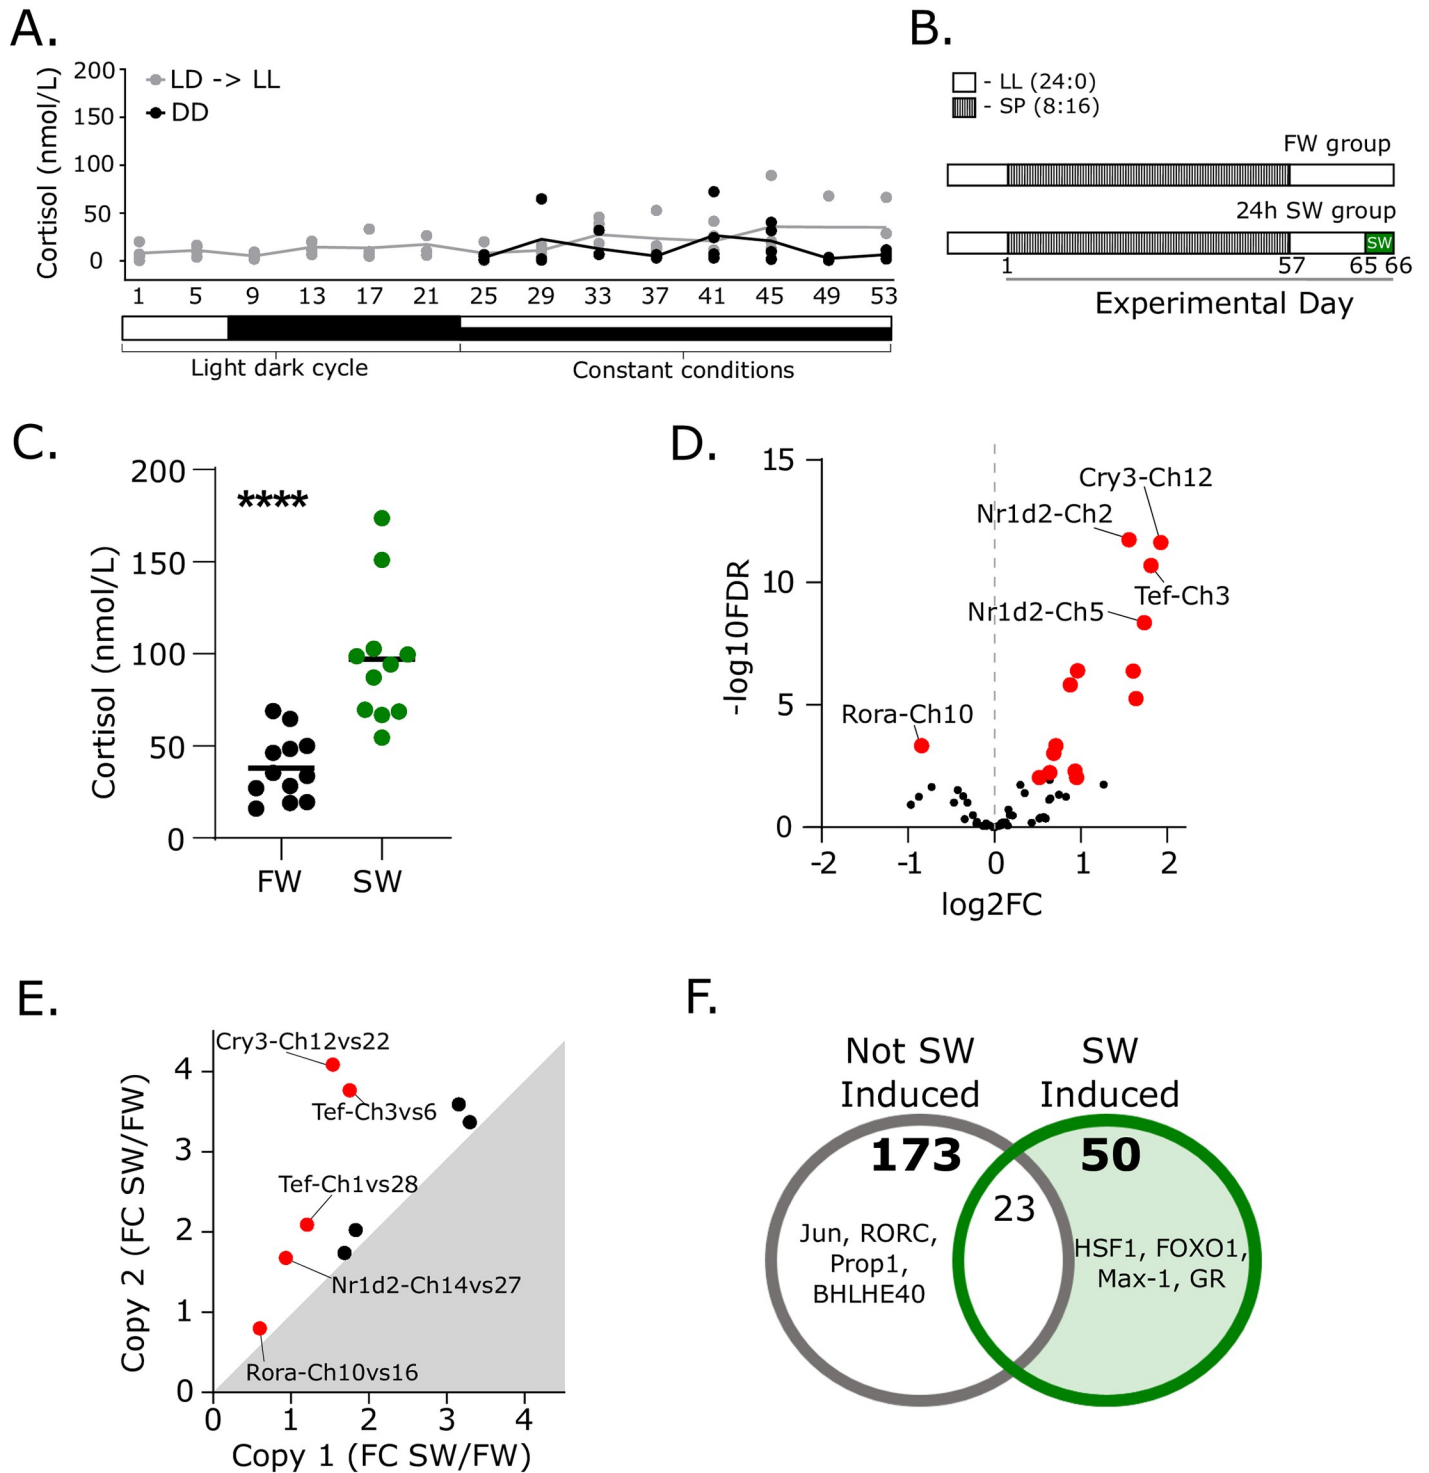 A.
200
150
100
50
0
Cortisol (nmol/L)
LD -> LL
DD
1 5 9 13 17 21 25 29 33 37 41 45 49 53
Light dark cycle
Constant conditions
B.
- LL (24:0)
- SP (8:16)
FW group
24h SW group
SW
1 57 65 66
Experimental Day
C.
200
150
100
50
0
Cortisol (nmol/L)
****
FW SW
D.
15
10
5
0
-log10FDR
Cry3-Ch12
Nr1d2-Ch2
Tef-Ch3
Nr1d2-Ch5
Rora-Ch10
-2 -1 0 1 2
log2FC
E.
4
3
2
1
0
Copy 2 (FC SW/FW)
Cry3-Ch12vs22
Tef-Ch3vs6
Tef-Ch1vs28
Nr1d2-Ch14vs27
Rora-Ch10vs16
0 1 2 3 4
Copy 1 (FC SW/FW)
F.
Not SW
Induced
SW
Induced
173
50
23
Jun, RORC,
Prop1,
BHLHE40
HSF1, FOXO1,
Max-1, GR